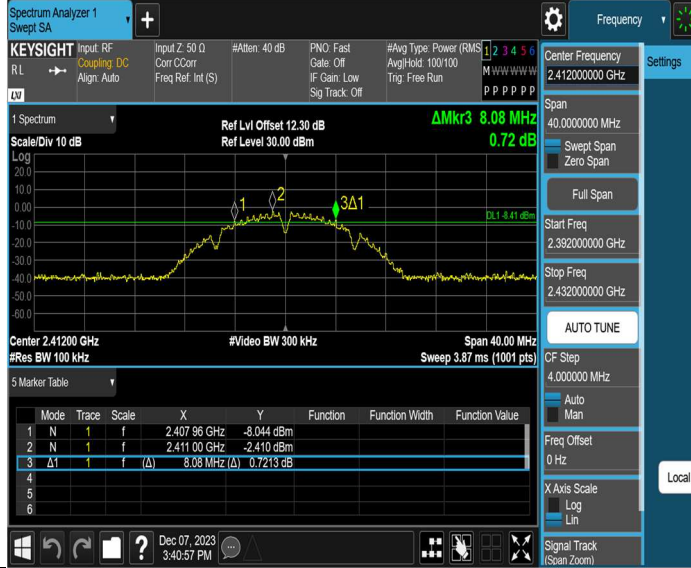 Spectrum Analyzer 1
Swept SA
Frequency
KEYSIGHT
RL
LXI
Input: RF
Coupling: DC
Align: Auto
Input Z: 50 Ω
Corr CCorr
Freq Ref: Int (S)
#Atten: 40 dB
PNO: Fast
Gate: Off
IF Gain: Low
Sig Track: Off
#Avg Type: Power (RMS
Avg|Hold: 100/100
Trig: Free Run
1 2 3 4 5 6
M W W W W W
P P P P P P
1 Spectrum
Scale/Div 10 dB
Ref Lvl Offset 12.30 dB
Ref Level 30.00 dBm
ΔMkr3 8.08 MHz
0.72 dB
Log
20.0
10.0
0.00
-10.0
-20.0
-30.0
-40.0
-50.0
-60.0
1
2
3Δ1
DL1 -8.41 dBm
Center 2.41200 GHz
#Res BW 100 kHz
#Video BW 300 kHz
Span 40.00 MHz
Sweep 3.87 ms (1001 pts)
5 Marker Table
Mode Trace Scale X Y Function Function Width Function Value
1 N 1 f 2.407 96 GHz -8.044 dBm
2 N 1 f 2.411 00 GHz -2.410 dBm
3 Δ1 1 f (Δ) 8.08 MHz (Δ) 0.7213 dB
4
5
6
Dec 07, 2023
3:40:57 PM
Center Frequency
2.412000000 GHz
Settings
Span
40.0000000 MHz
Swept Span
Zero Span
Full Span
Start Freq
2.392000000 GHz
Stop Freq
2.432000000 GHz
AUTO TUNE
CF Step
4.000000 MHz
Auto
Man
Freq Offset
0 Hz
X Axis Scale
Log
Lin
Local
Signal Track
(Span Zoom)